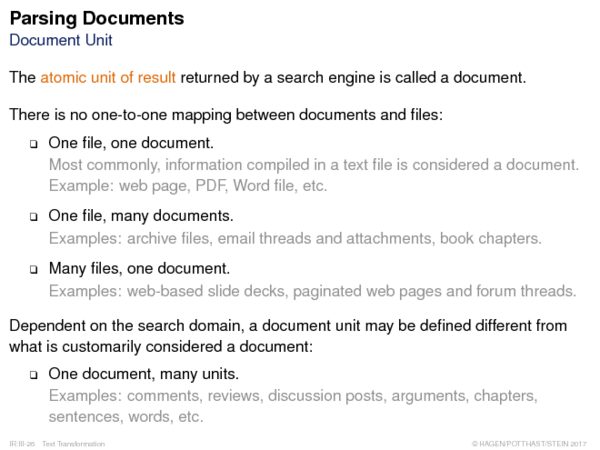 Parsing Documents
Document Unit
The atomic unit of result returned by a search engine is called a document.
There is no one-to-one mapping between documents and files:
❑ One file, one document.
Most commonly, information compiled in a text file is considered a document.
Example: web page, PDF, Word file, etc.
❑ One file, many documents.
Examples: archive files, email threads and attachments, book chapters.
❑ Many files, one document.
Examples: web-based slide decks, paginated web pages and forum threads.
Dependent on the search domain, a document unit may be defined different from
what is customarily considered a document:
❑ One document, many units.
Examples: comments, reviews, discussion posts, arguments, chapters,
sentences, words, etc.
IR:III-26 Text Transformation © HAGEN/POTTHAST/STEIN 2017